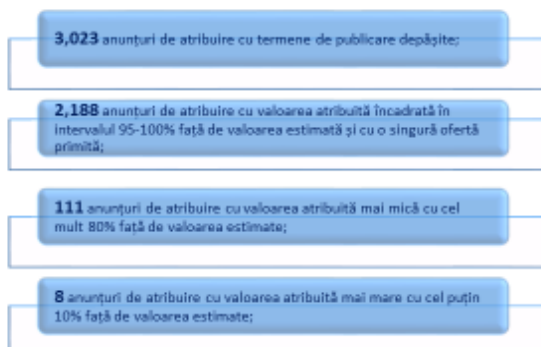 3,023 anunțuri de atribuire cu termene de publicare depășite;
2,188 anunțuri de atribuire cu valoarea atribuită încadrată în
intervalul 95-100% față de valoarea estimată și cu o singură ofertă
primită;
111 anunțuri de atribuire cu valoarea atribuită mai mică cu cel
mult 80% față de valoarea estimate;
8 anunțuri de atribuire cu valoarea atribuită mai mare cu cel puțin
10% față de valoarea estimate;